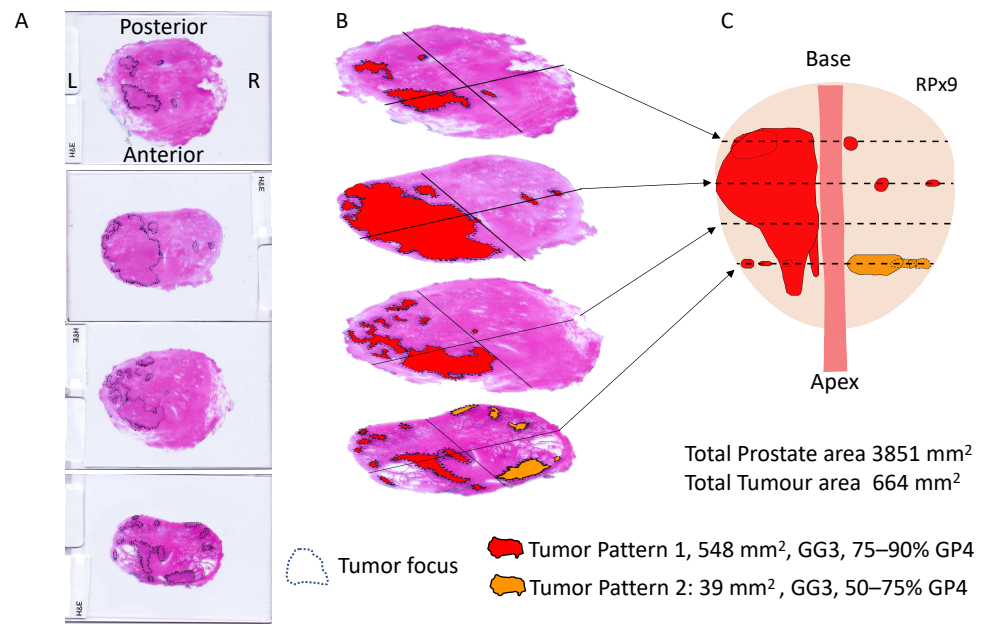 A
B
C
Posterior
L
R
H&E
Anterior
H&E
H&E
H&E
Base
RPx9
Apex
Total Prostate area 3851 mm²
Total Tumour area 664 mm²
Tumor focus
Tumor Pattern 1, 548 mm², GG3, 75–90% GP4
Tumor Pattern 2: 39 mm² , GG3, 50–75% GP4